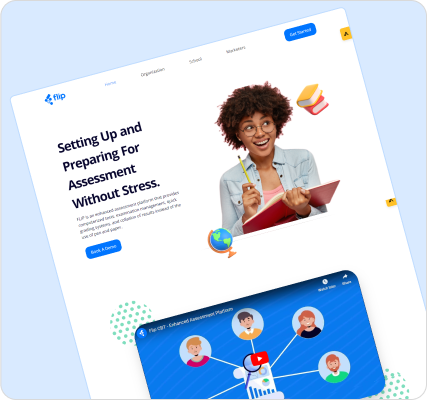 flip
Home
Organization
School
Marketers
Get Started
Setting Up and
Preparing For
Assessment
Without Stress.
FLIP is an enhanced assessment platform that provides
computerized tests, examination management, quick
grading systems, and collation of results instead of the
use of pen and paper.
Book A Demo
Flip CBT - Enhanced Assessment Platform
Watch later
Share